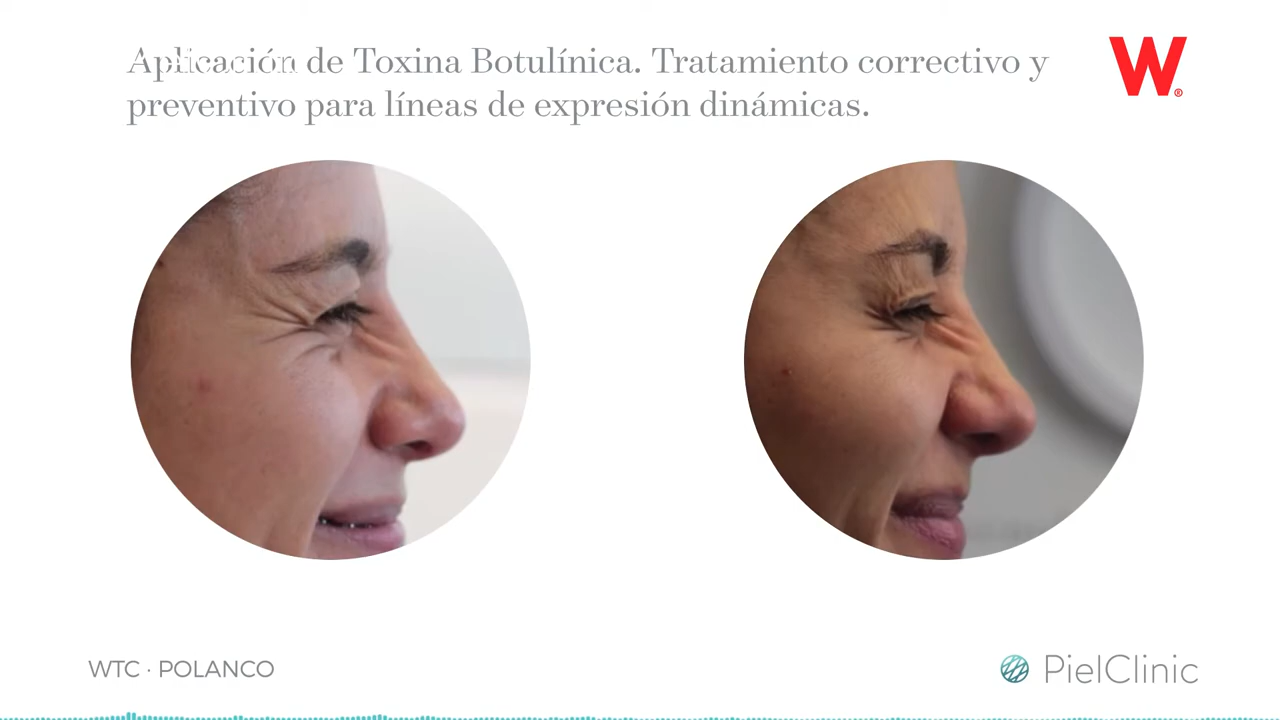 Aplicación de Toxina Botulínica. Tratamiento correctivo y
preventivo para líneas de expresión dinámicas.
W®
WTC · POLANCO
PielClinic